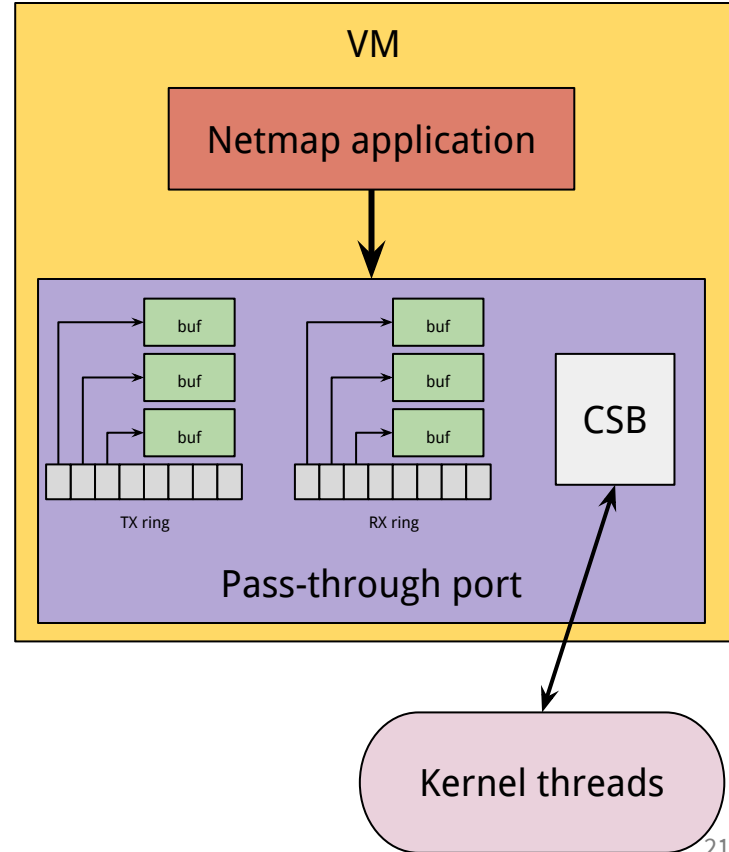 VM
Netmap application
buf
buf
buf
buf
buf
buf
CSB
TX ring
RX ring
Pass-through port
Kernel threads
21